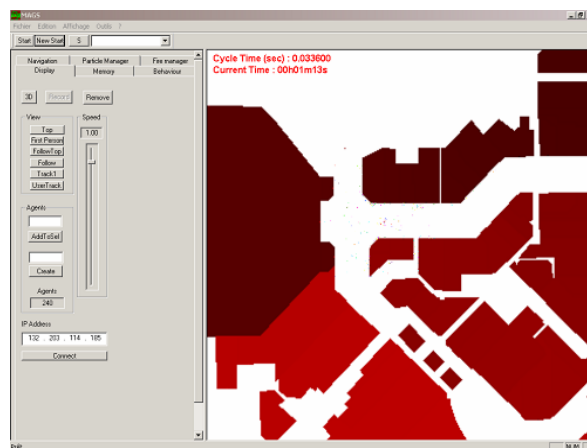 MAGS
Fichier Edition Affichage Outils ?
Start New Start S
Navigation Particle Manager Fire manager
Display Memory Behaviour
3D Record Remove
View
Top
First Person
FollowTop
Follow
Track1
UserTrack
Speed
1.00
Agents
AddToSel
Create
Agents
240
IP Address
132 . 203 . 114 . 185
Connect
Cycle Time (sec) : 0.033600
Current Time : 00h01m13s
Prêt
NUM